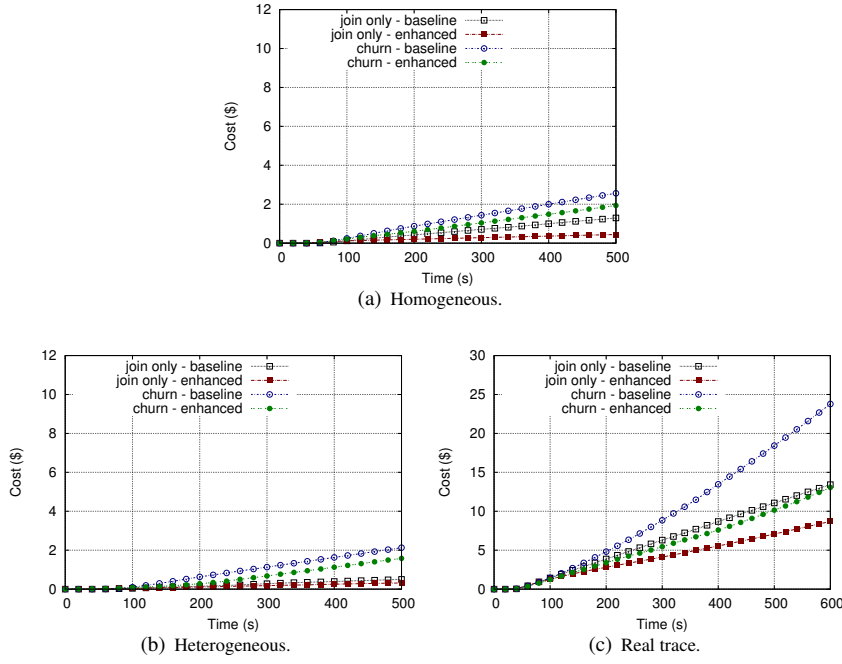 join only - baseline
join only - enhanced
churn - baseline
churn - enhanced
12
10
8
6
4
2
0
Cost ($)
0 100 200 300 400 500
Time (s)
(a) Homogeneous.
join only - baseline
join only - enhanced
churn - baseline
churn - enhanced
12
10
8
6
4
2
0
Cost ($)
0 100 200 300 400 500
Time (s)
(b) Heterogeneous.
join only - baseline
join only - enhanced
churn - baseline
churn - enhanced
30
25
20
15
10
5
0
Cost ($)
0 100 200 300 400 500 600
Time (s)
(c) Real trace.